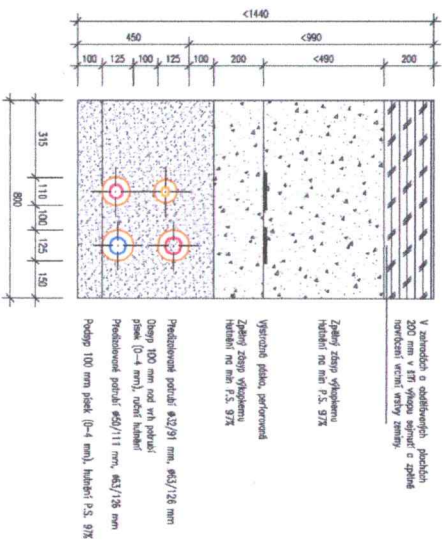 <1440
450
<990
100
125
100
125
100
200
<490
200
315
110
100
125
150
800
V zahradách a obdělávaných plochách
200 mm v šíři výkopu sejmutí a zpětné
navrácení vrchní vrstvy zeminy.
Zpětný zásyp výkopkemu
Hutnění na min P.S. 97%
Výstražná páska, perforovaná
Zpětný zásyp výkopkemu
Hutnění na min P.S. 97%
Předizolované potrubí ø32/91 mm, ø63/126 mm
Obsyp 100 mm nad vrh potrubí
písek (0-4 mm), ruční hutnění
Předizolované potrubí ø50/111 mm, ø63/126 mm
Podsyp 100 mm písek (0-4 mm), hutnění P.S. 97%